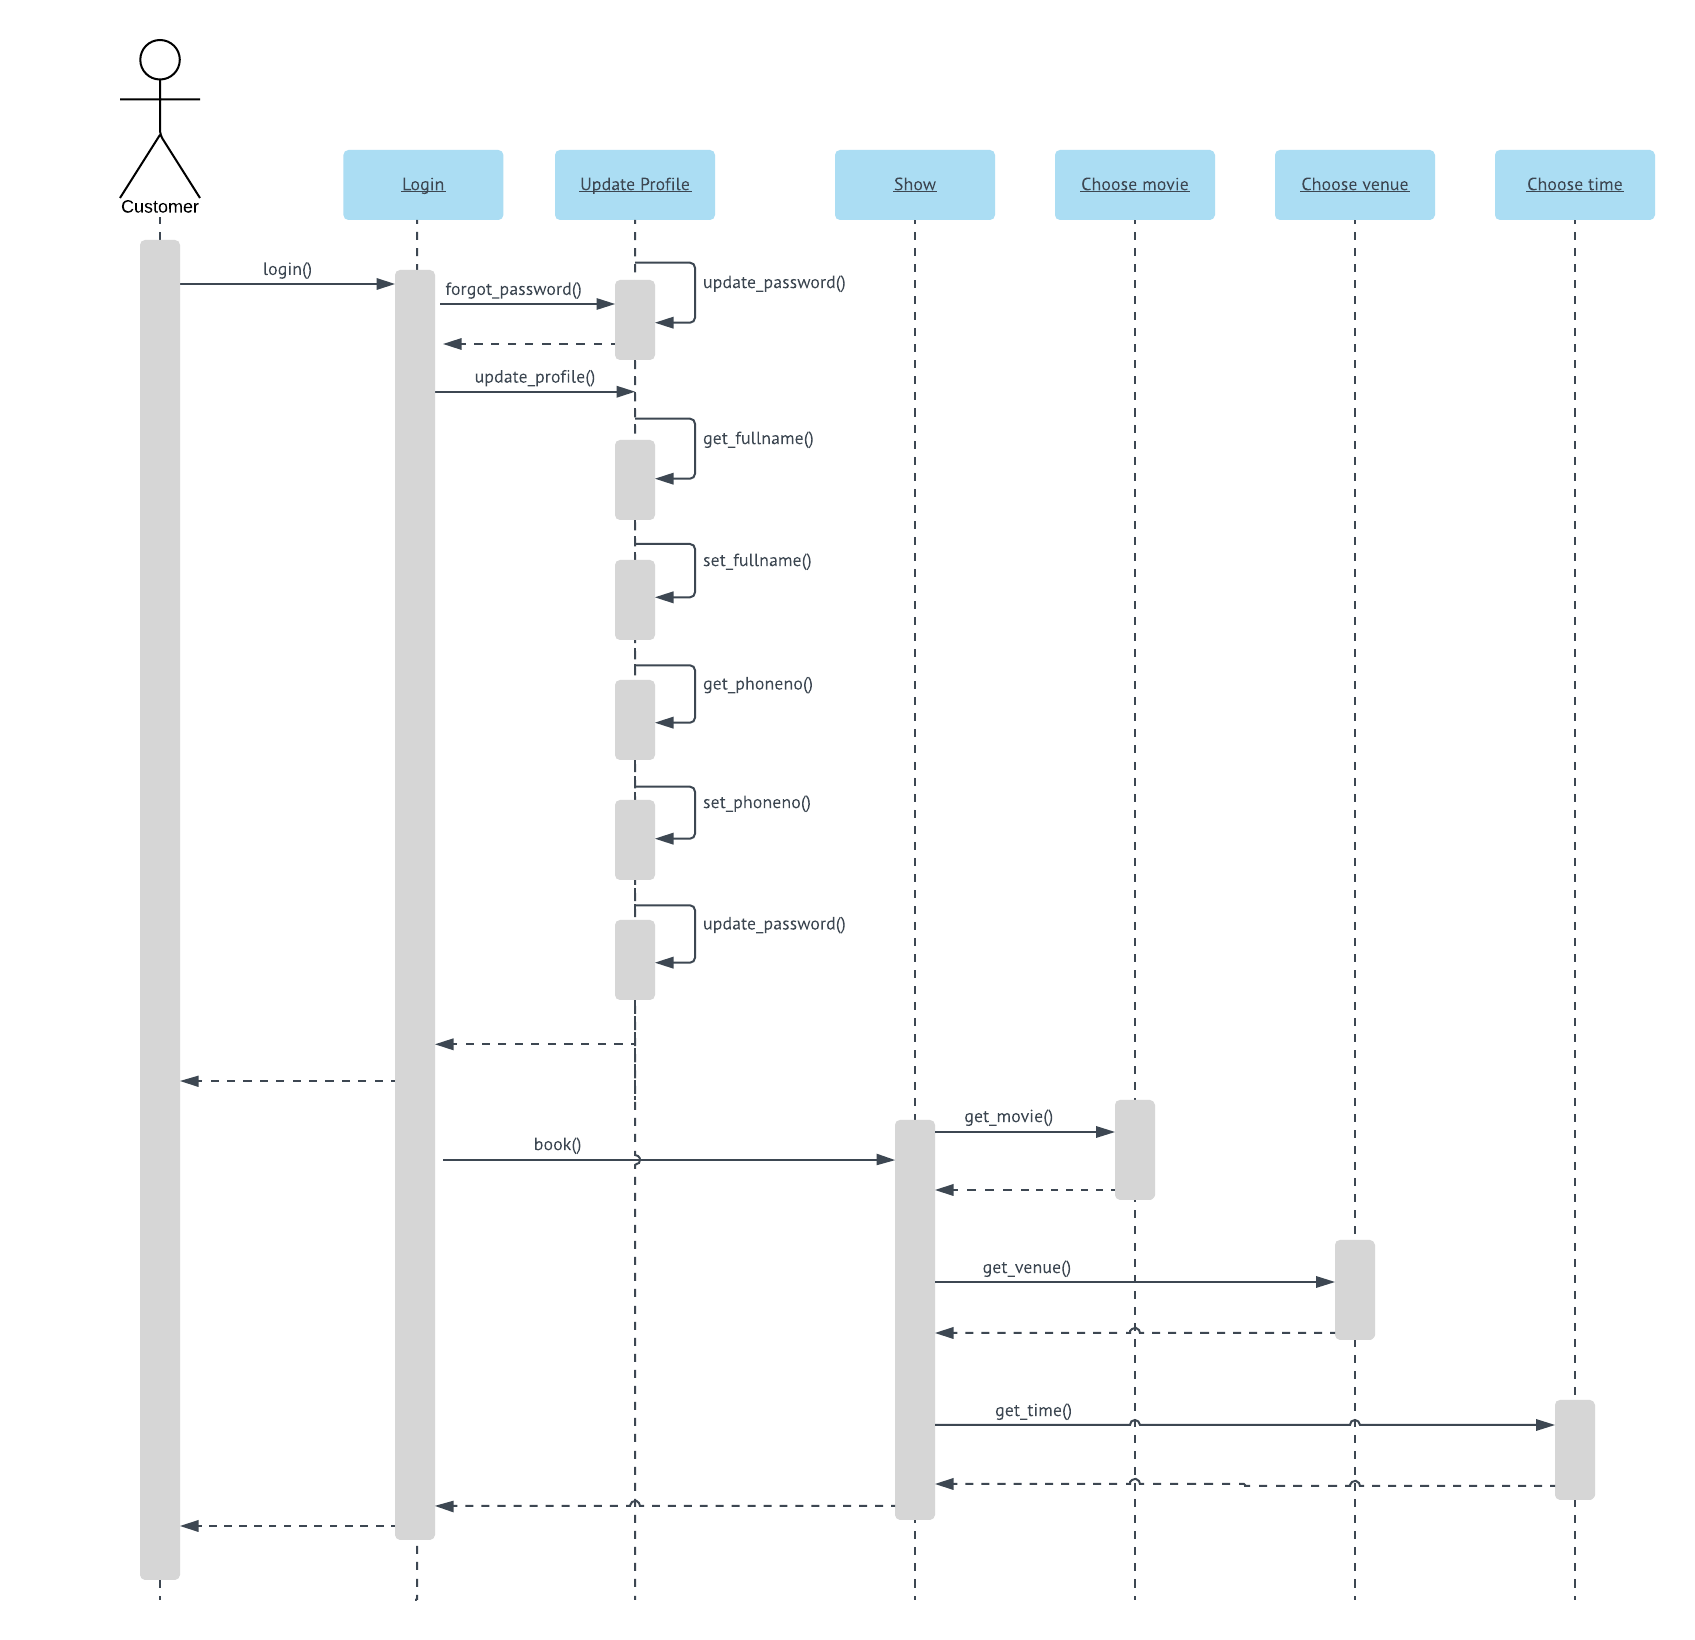 Customer
Login
Update Profile
Show
Choose movie
Choose venue
Choose time
login()
forgot_password()
update_password()
update_profile()
get_fullname()
set_fullname()
get_phoneno()
set_phoneno()
update_password()
get_movie()
book()
get_venue()
get_time()